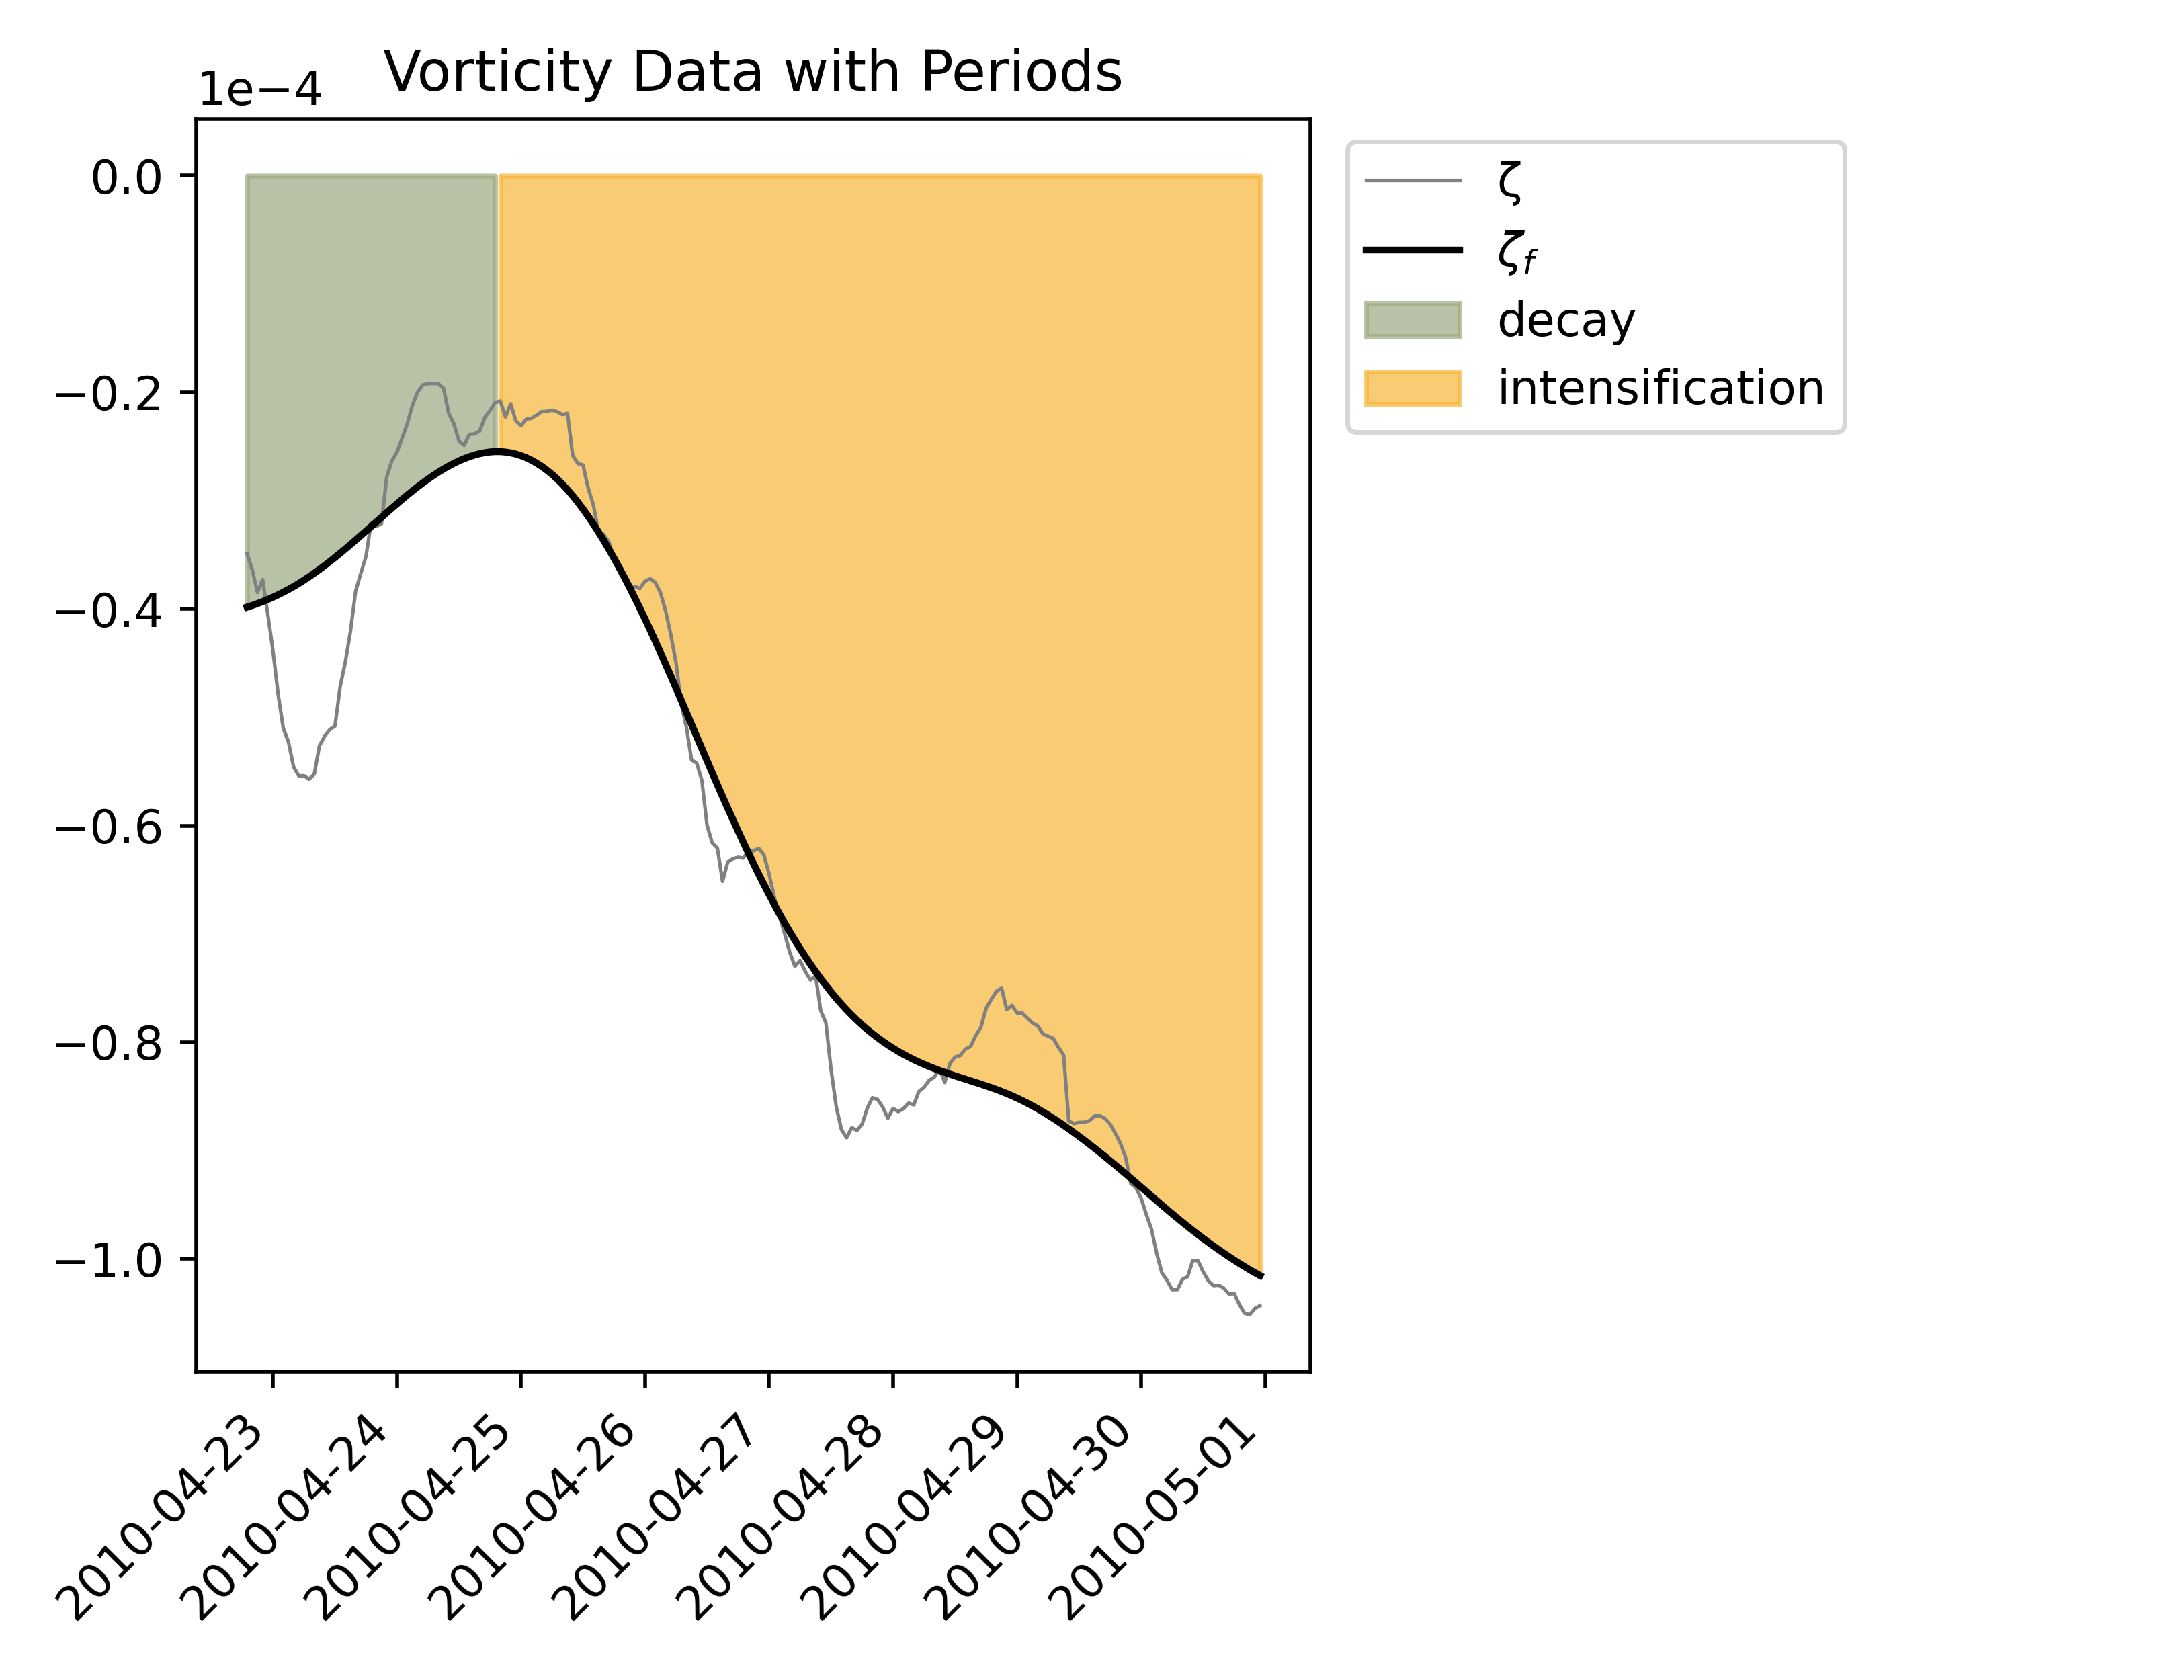 Vorticity Data with Periods
1e−4
0.0
−0.2
−0.4
−0.6
−0.8
−1.0
2010-04-23
2010-04-24
2010-04-25
2010-04-26
2010-04-27
2010-04-28
2010-04-29
2010-04-30
2010-05-01
ζ
ζf
decay
intensification